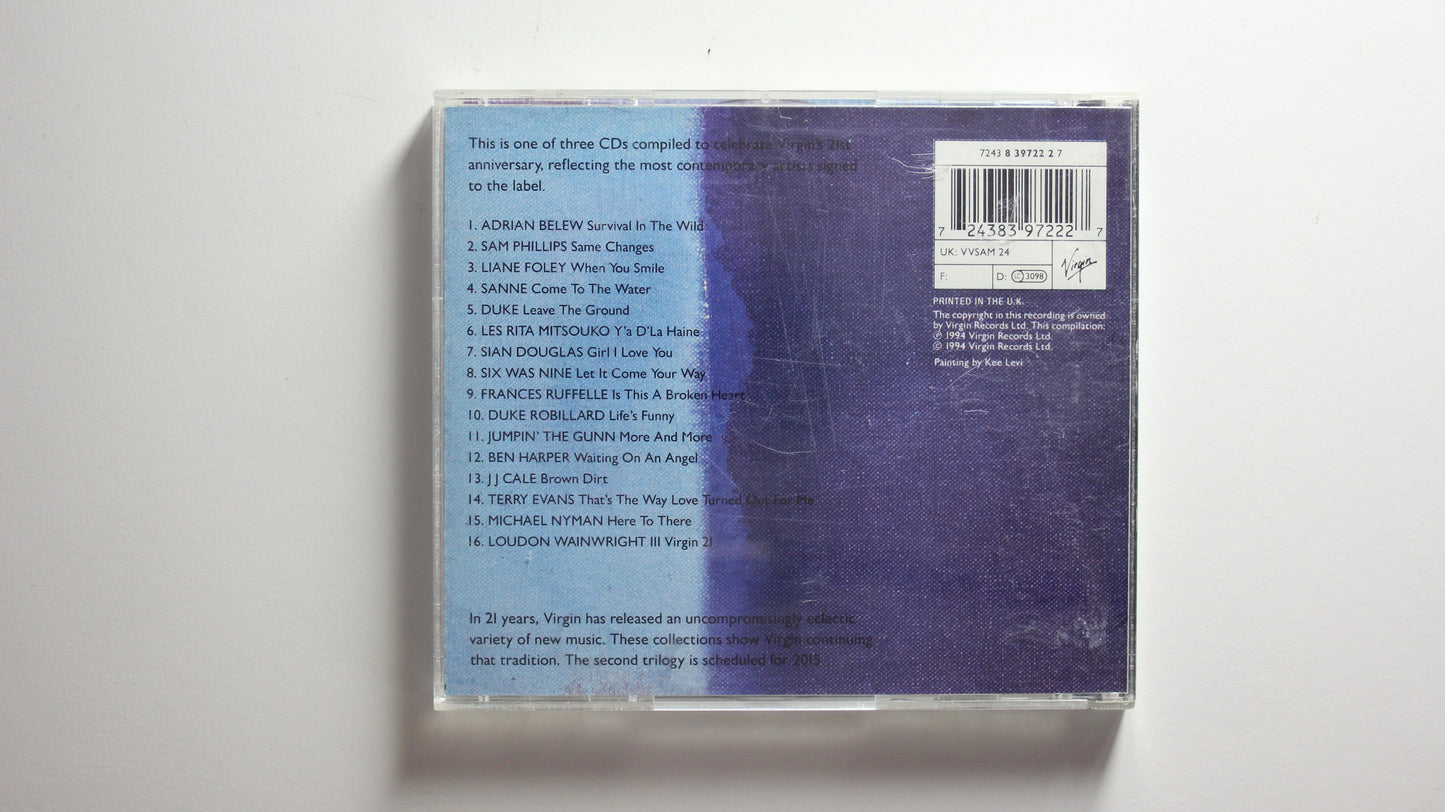 This is one of three CDs compiled to celebrate Virgin's 21st
anniversary, reflecting the most contemporary artists signed
to the label.
1. ADRIAN BELEW Survival In The Wild
2. SAM PHILLIPS Same Changes
3. LIANE FOLEY When You Smile
4. SANNE Come To The Water
5. DUKE Leave The Ground
6. LES RITA MITSOUKO Y'a D'La Haine
7. SIAN DOUGLAS Girl I Love You
8. SIX WAS NINE Let It Come Your Way
9. FRANCES RUFFELLE Is This A Broken Heart
10. DUKE ROBILLARD Life's Funny
11. JUMPIN' THE GUNN More And More
12. BEN HARPER Waiting On An Angel
13. J J CALE Brown Dirt
14. TERRY EVANS That's The Way Love Turned Out For Me
15. MICHAEL NYMAN Here To There
16. LOUDON WAINWRIGHT III Virgin 21
In 21 years, Virgin has released an uncompromisingly eclectic
variety of new music. These collections show Virgin continuing
that tradition. The second trilogy is scheduled for 2015
7243 8 39722 2 7
7 24383 97222 7
UK: VVSAM 24
F:
D: LC 3098
Virgin
PRINTED IN THE U.K.
The copyright in this recording is owned
by Virgin Records Ltd. This compilation:
℗ 1994 Virgin Records Ltd.
© 1994 Virgin Records Ltd.
Painting by Kee Levi